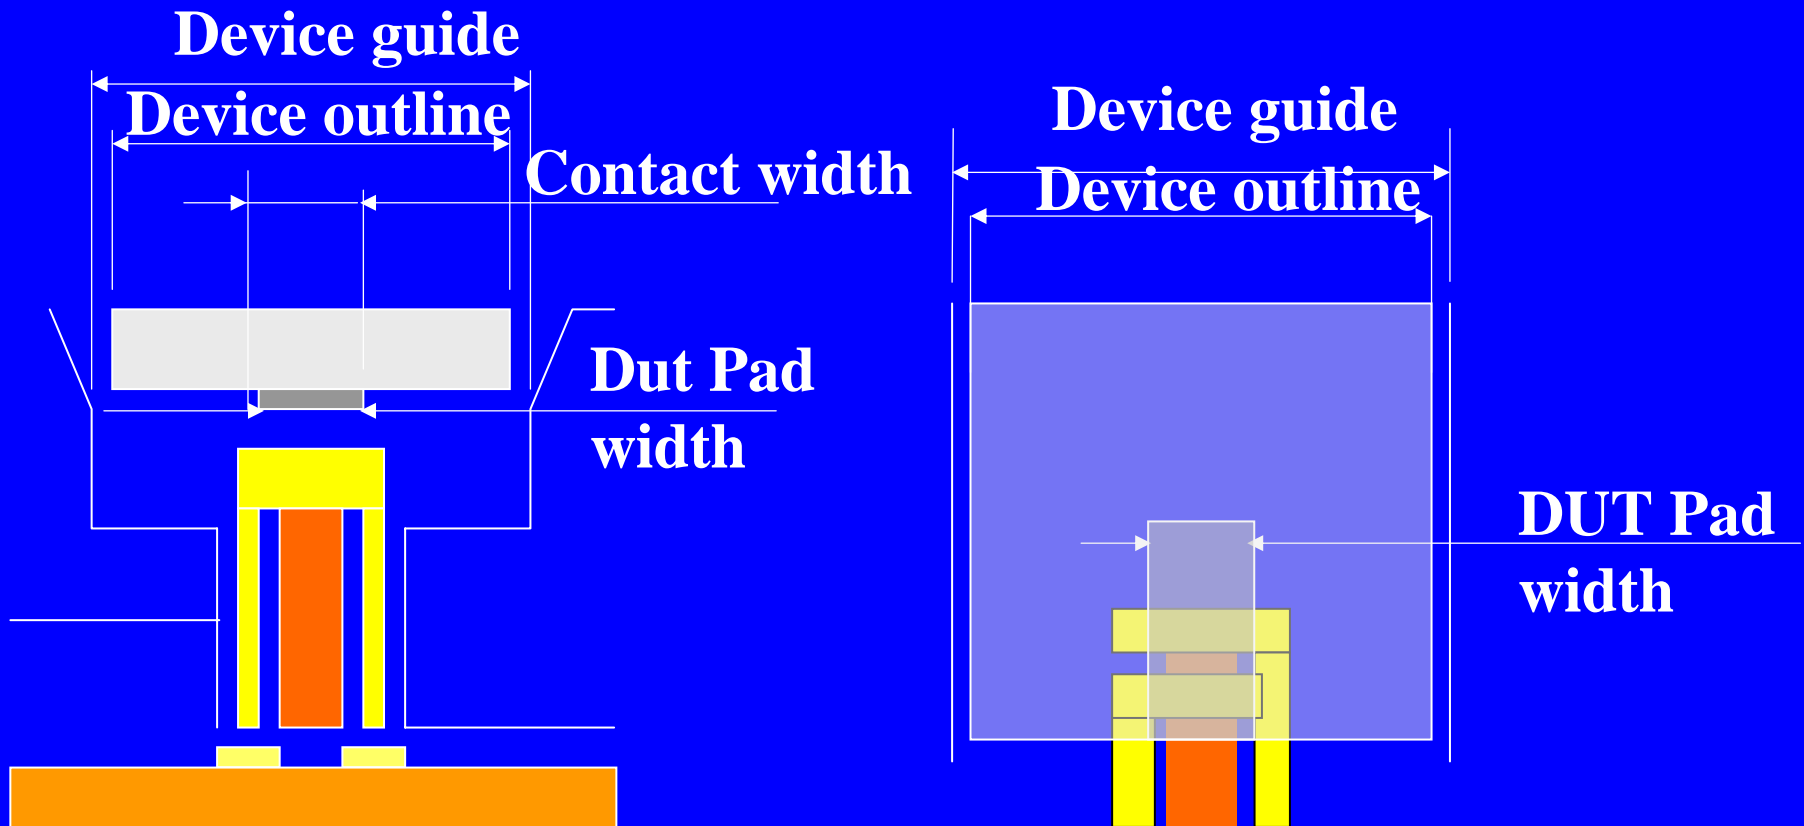 Device guide
Device outline
Contact width
Dut Pad
width
Device guide
Device outline
DUT Pad
width